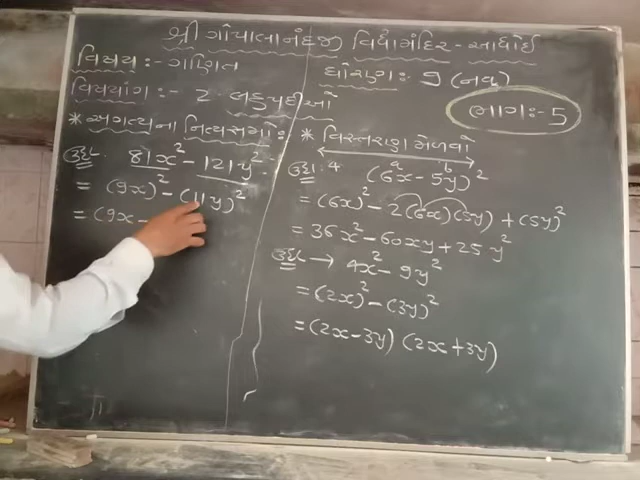 શ્રી ગોપાલાનંદજી વિદ્યામંદિર - આધોઈ
વિષય :- ગણિત
ધોરણ : ૭ (નવ)
વિષયાંગ :- 2. બહુપદીઓ
ભાગ :- 5
* અગત્યના નિત્યસમો :
ઉદા. 81x² - 121y²
= (9x)² - (11y)²
= (9x -
* વિસ્તરણ મેળવો
ઉદા. 4 (6x - 5y)²
a b
= (6x)² - 2(6x)(5y) + (5y)²
= 36x² - 60xy + 25y²
ઉદા. → 4x² - 9y²
= (2x)² - (3y)²
= (2x - 3y) (2x + 3y)